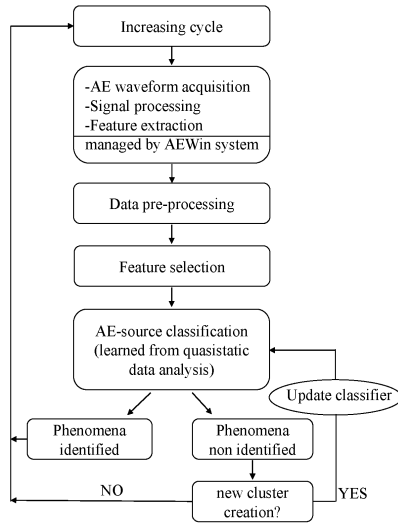 Increasing cycle
-AE waveform acquisition
-Signal processing
-Feature extraction
managed by AEWin system
Data pre-processing
Feature selection
AE-source classification
(learned from quasistatic
data analysis)
Update classifier
Phenomena
identified
Phenomena
non identified
NO
new cluster
creation?
YES